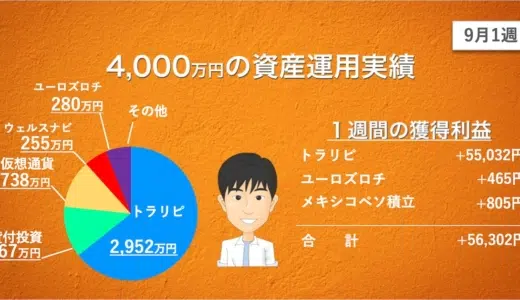 9月1週
4,000万円の資産運用実績
ユーロズロチ
280万円
その他
ウェルスナビ
255万円
仮想通貨
738万円
付投資
67万円
トラリピ
2,952万円
1週間の獲得利益
トラリピ +55,032円
ユーロズロチ +465円
メキシコペソ積立 +805円
合 計 +56,302円